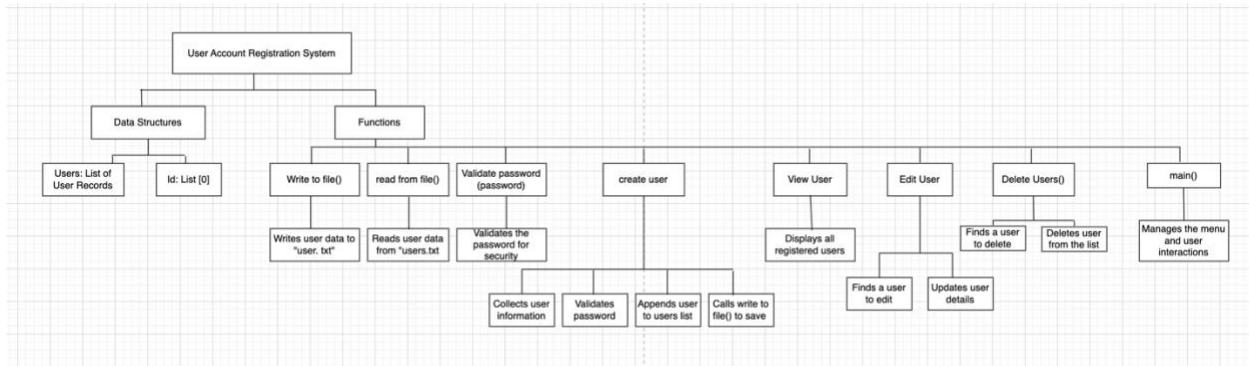 User Account Registration System
Data Structures
Functions
Users: List of
User Records
Id: List [0]
Write to file()
read from file()
Validate password
(password)
create user
View User
Edit User
Delete Users()
main()
Writes user data to
"user. txt"
Reads user data
from "users.txt
Validates the
password for
security
Displays all
registered users
Finds a user
to delete
Deletes user
from the list
Manages the menu
and user
interactions
Collects user
information
Validates
password
Appends user
to users list
Calls write to
file() to save
Finds a user
to edit
Updates user
details